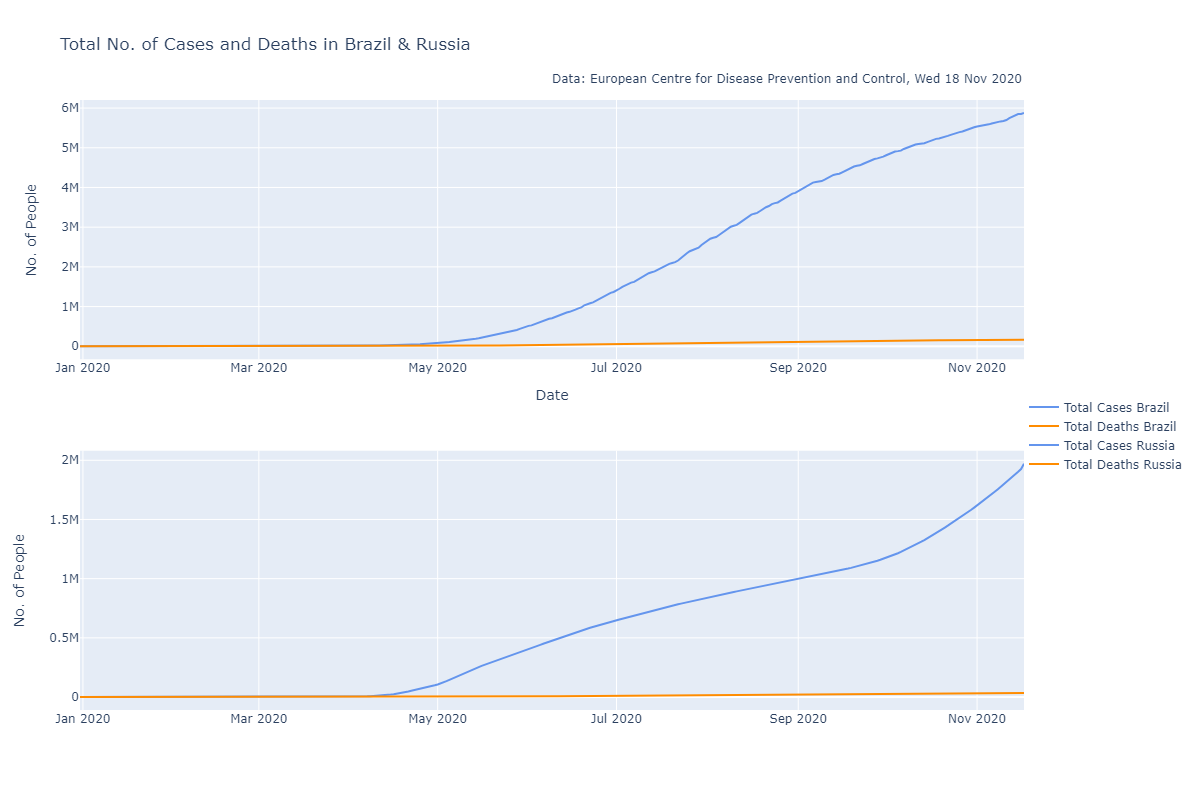 Total No. of Cases and Deaths in Brazil & Russia
Data: European Centre for Disease Prevention and Control, Wed 18 Nov 2020
6M
5M
4M
3M
2M
1M
0
No. of People
Jan 2020 Mar 2020 May 2020 Jul 2020 Sep 2020 Nov 2020
Date
Total Cases Brazil
Total Deaths Brazil
Total Cases Russia
Total Deaths Russia
2M
1.5M
1M
0.5M
0
No. of People
Jan 2020 Mar 2020 May 2020 Jul 2020 Sep 2020 Nov 2020